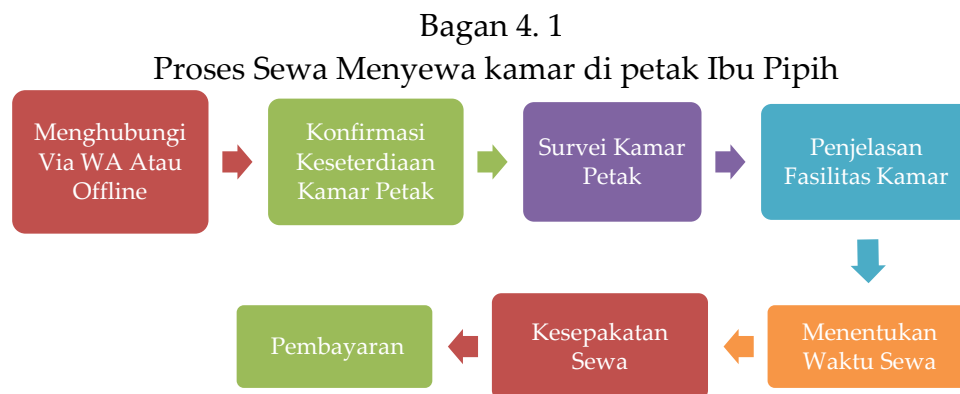 Bagan 4. 1
Proses Sewa Menyewa kamar di petak Ibu Pipih
Menghubungi
Via WA Atau
Offline
Konfirmasi
Keseterdiaan
Kamar Petak
Survei Kamar
Petak
Penjelasan
Fasilitas Kamar
Menentukan
Waktu Sewa
Kesepakatan
Sewa
Pembayaran